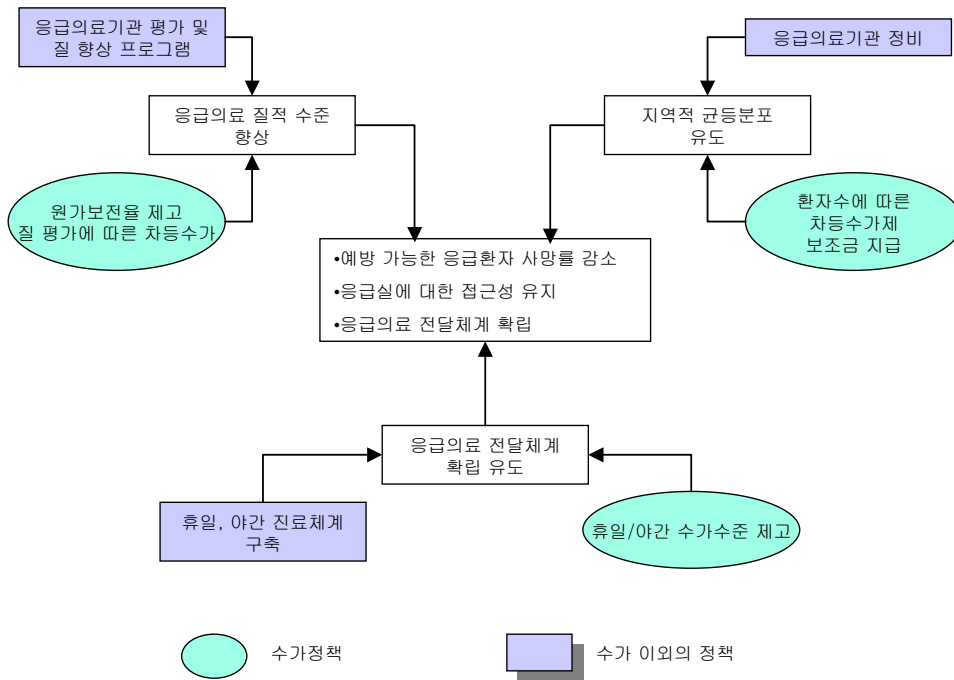 응급의료기관 평가 및
질 향상 프로그램
응급의료기관 정비
응급의료 질적 수준
향상
지역적 균등분포
유도
원가보전율 제고
질 평가에 따른 차등수가
환자수에 따른
차등수가제
보조금 지급
•예방 가능한 응급환자 사망률 감소
•응급실에 대한 접근성 유지
•응급의료 전달체계 확립
응급의료 전달체계
확립 유도
휴일, 야간 진료체계
구축
휴일/야간 수가수준 제고
수가정책
수가 이외의 정책